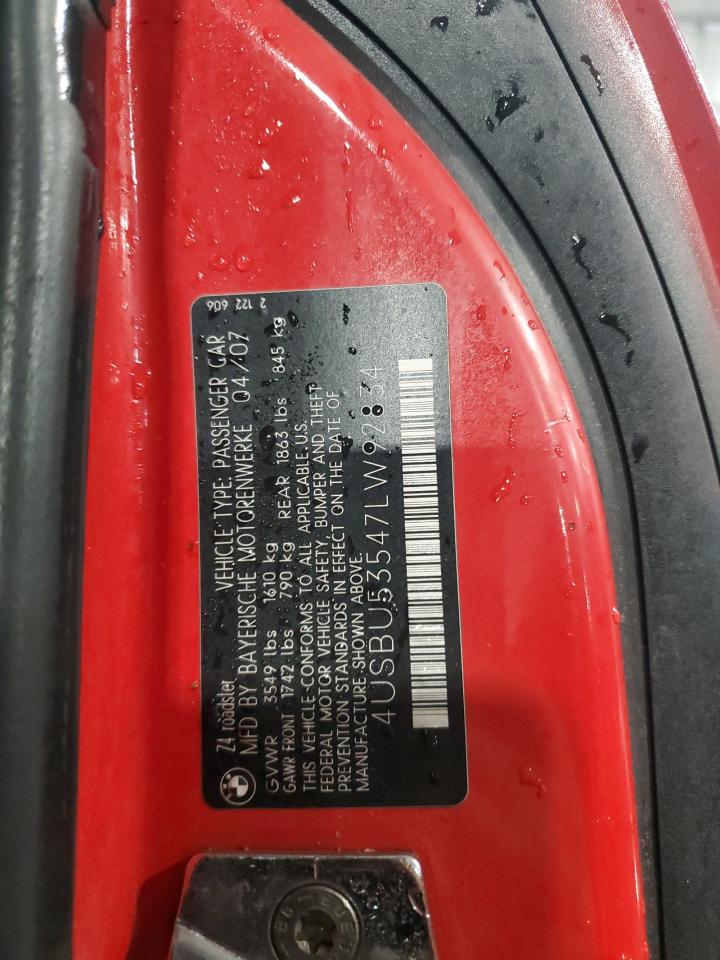 Z4 roadster VEHICLE TYPE: PASSENGER CAR 2 122 606
MFD BY BAYERISCHE MOTORENWERKE 04/07
GVWR 3549 lbs 1610 kg
GAWR FRONT 1742 lbs 790 kg REAR 1863 lbs 845 kg
THIS VEHICLE CONFORMS TO ALL APPLICABLE U.S.
FEDERAL MOTOR VEHICLE SAFETY, BUMPER AND THEFT
PREVENTION STANDARDS IN EFFECT ON THE DATE OF
MANUFACTURE SHOWN ABOVE.
4USBU53547LW92834